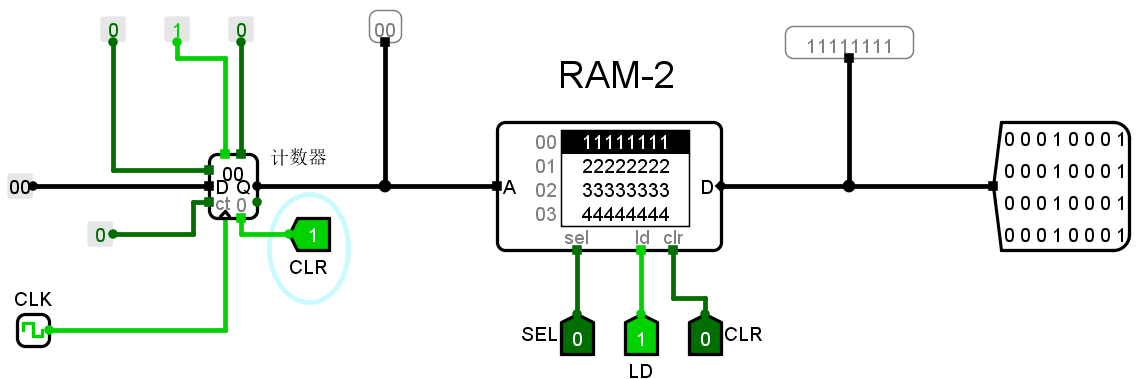 0 1 0 00 11111111
RAM-2
计数器
00 11111111
01 22222222
02 33333333
03 44444444
A D
sel ld clr
00
D Q
ct 0
00
0
1
CLR
CLK
0 0 0 1 0 0 0 1
0 0 0 1 0 0 0 1
0 0 0 1 0 0 0 1
0 0 0 1 0 0 0 1
SEL 0
1
LD
0 CLR